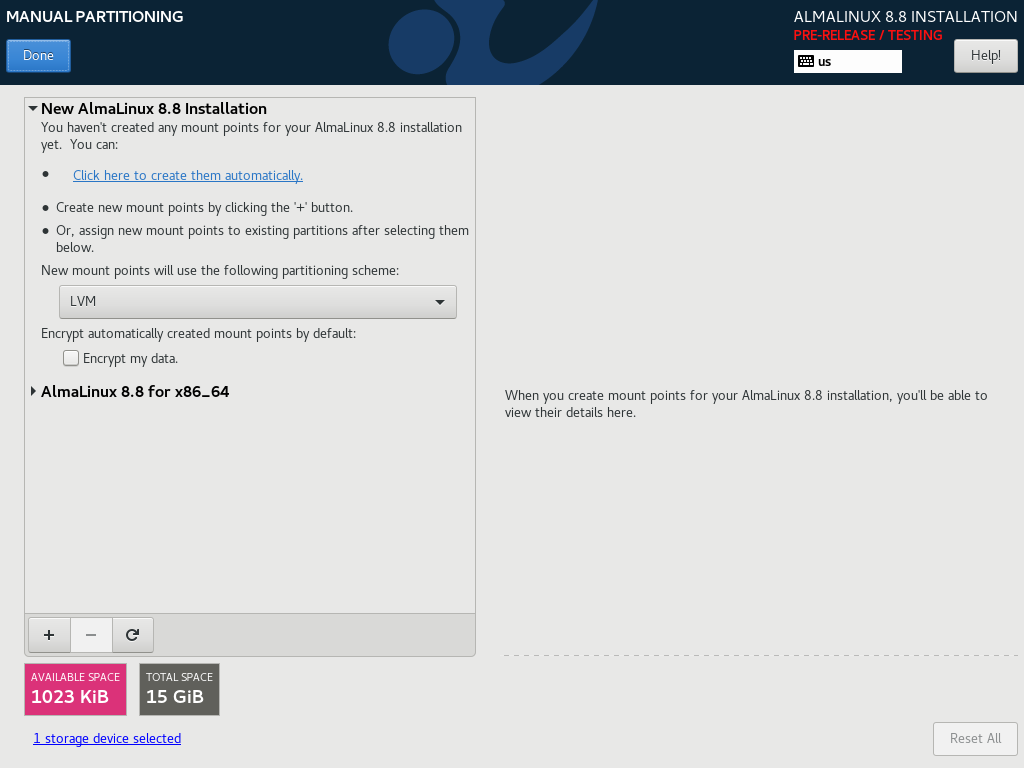 MANUAL PARTITIONING
Done
ALMALINUX 8.8 INSTALLATION
PRE-RELEASE / TESTING
us
Help!
New AlmaLinux 8.8 Installation
You haven't created any mount points for your AlmaLinux 8.8 installation
yet. You can:
Click here to create them automatically.
Create new mount points by clicking the '+' button.
Or, assign new mount points to existing partitions after selecting them
below.
New mount points will use the following partitioning scheme:
LVM
Encrypt automatically created mount points by default:
Encrypt my data.
AlmaLinux 8.8 for x86_64
When you create mount points for your AlmaLinux 8.8 installation, you'll be able to
view their details here.
AVAILABLE SPACE
1023 KiB
TOTAL SPACE
15 GiB
1 storage device selected
Reset All